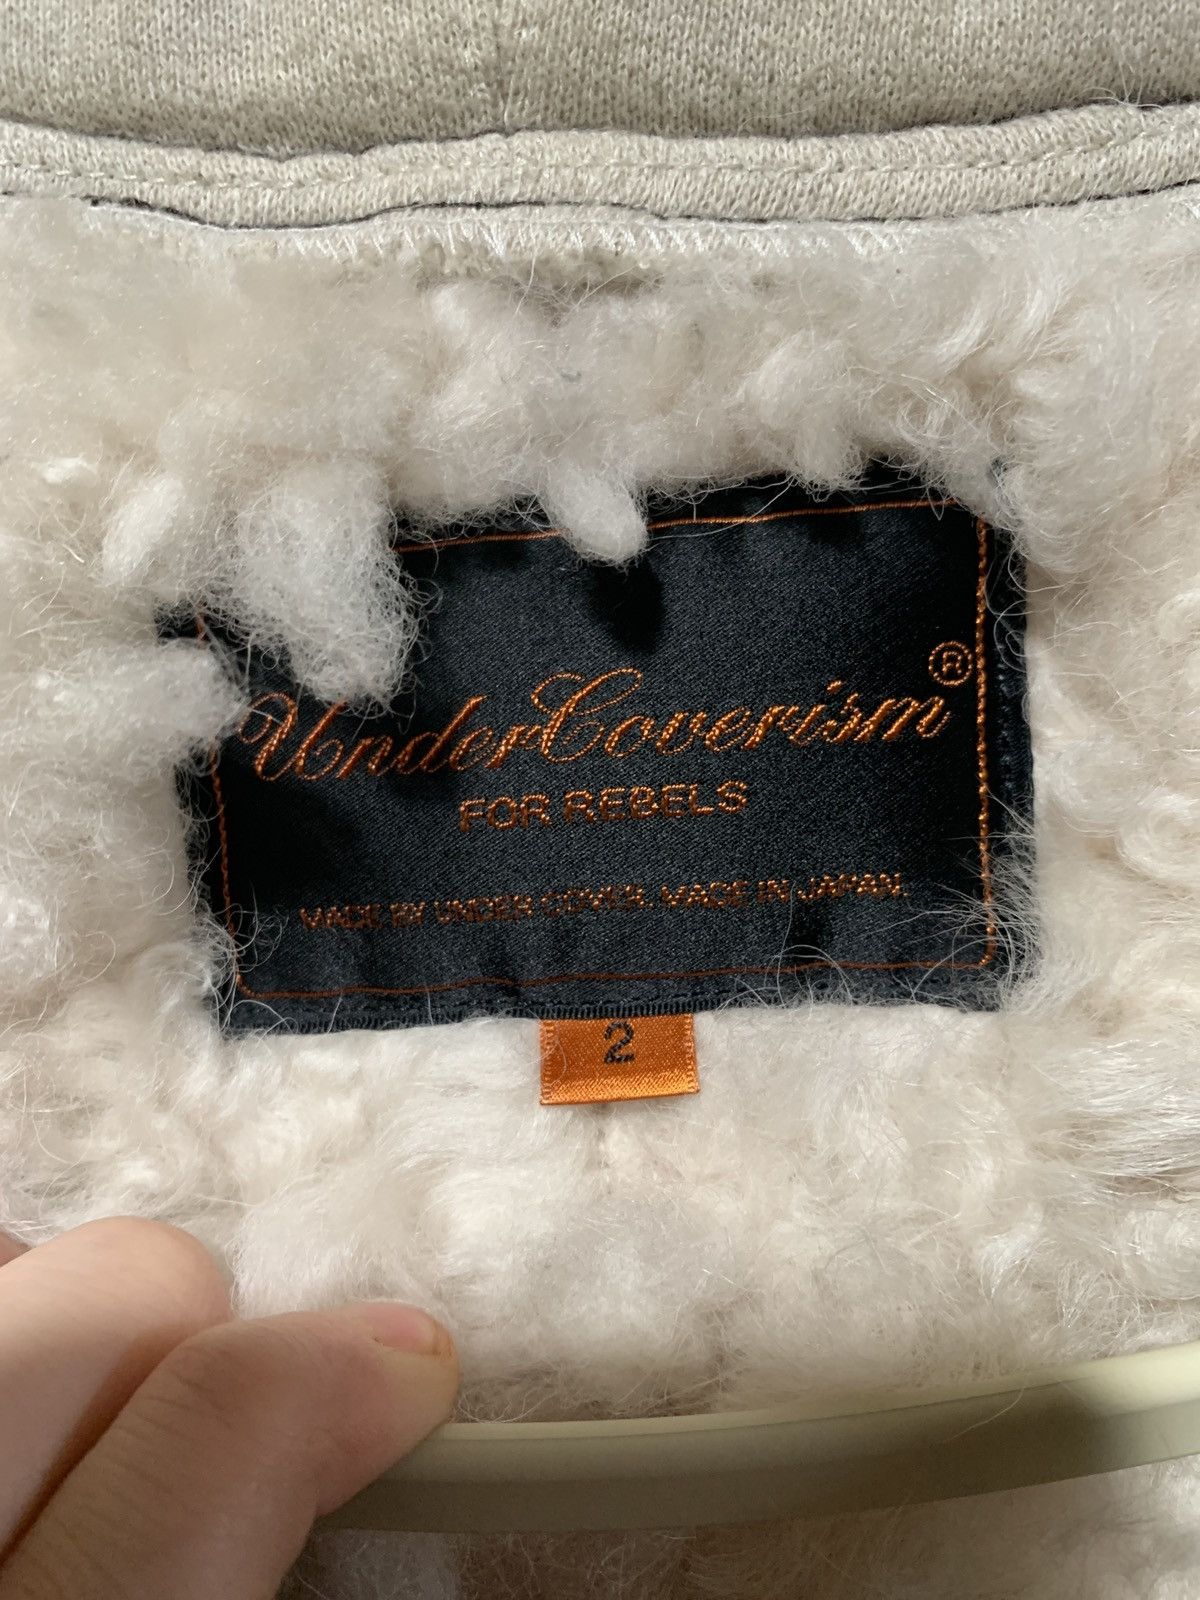 UnderCoverism®
FOR REBELS
MADE BY UNDER COVER. MADE IN JAPAN.
2